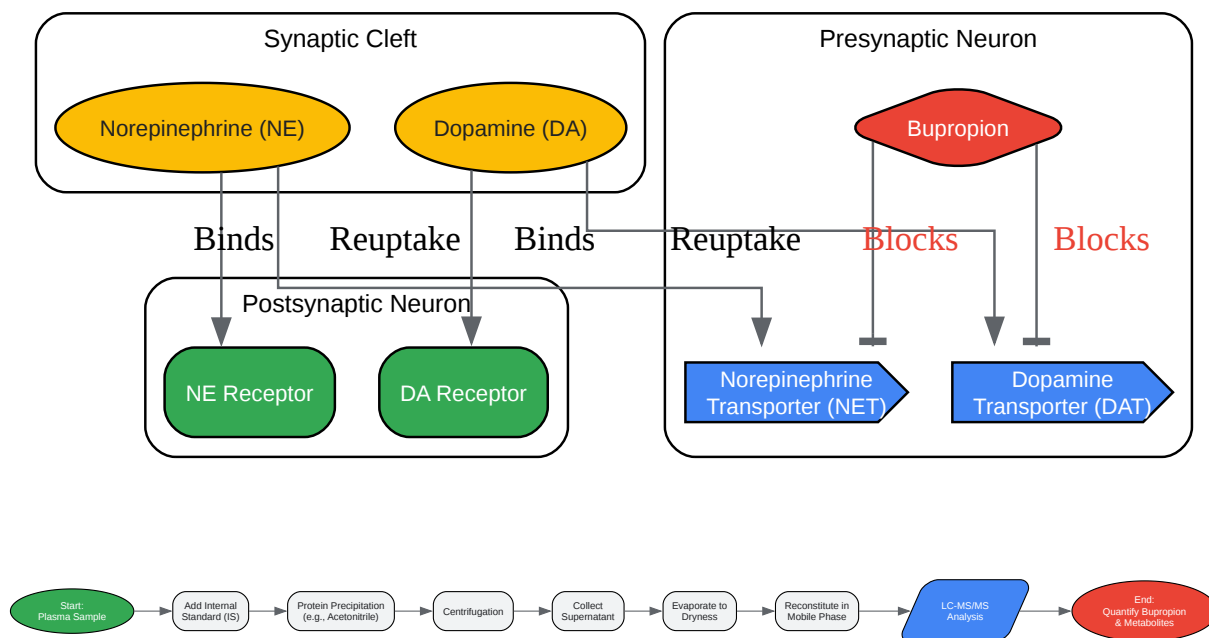 Synaptic Cleft
Presynaptic Neuron
Norepinephrine (NE)
Dopamine (DA)
Bupropion
Binds
Reuptake
Binds
Reuptake
Blocks
Blocks
Postsynaptic Neuron
NE Receptor
DA Receptor
Norepinephrine
Transporter (NET)
Dopamine
Transporter (DAT)
Start:
Plasma Sample
Add Internal
Standard (IS)
Protein Precipitation
(e.g., Acetonitrile)
Centrifugation
Collect
Supernatant
Evaporate to
Dryness
Reconstitute in
Mobile Phase
LC-MS/MS
Analysis
End:
Quantify Bupropion
& Metabolites